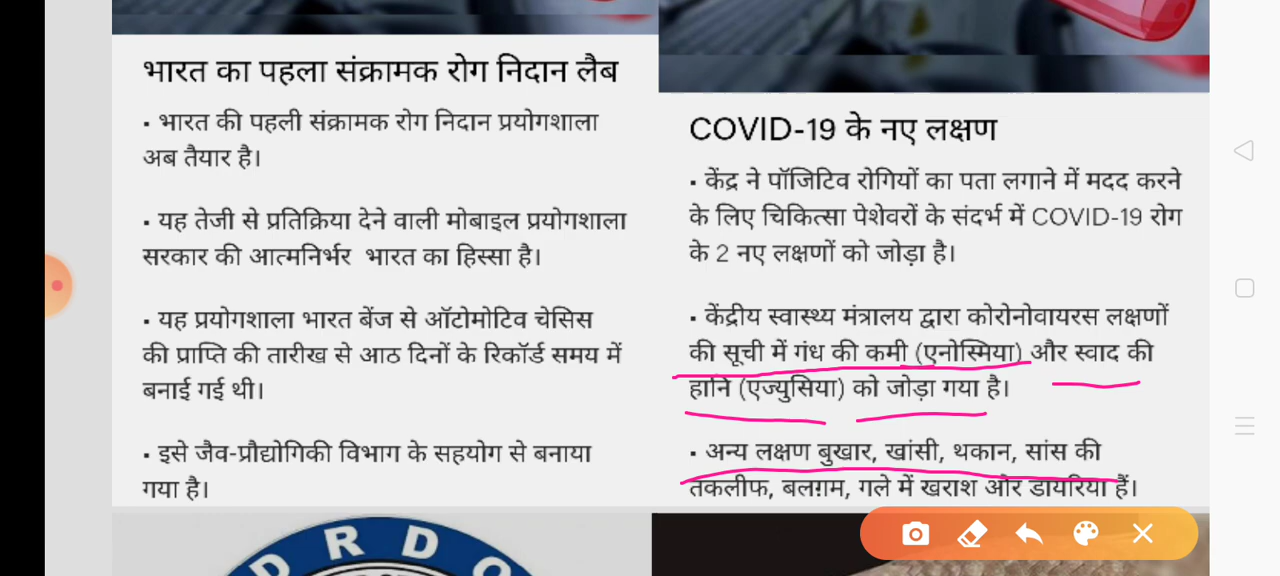 भारत का पहला संक्रामक रोग निदान लैब
▪ भारत की पहली संक्रामक रोग निदान प्रयोगशाला
अब तैयार है।
▪ यह तेजी से प्रतिक्रिया देने वाली मोबाइल प्रयोगशाला
सरकार की आत्मनिर्भर भारत का हिस्सा है।
▪ यह प्रयोगशाला भारत बेंज से ऑटोमोटिव चेसिस
की प्राप्ति की तारीख से आठ दिनों के रिकॉर्ड समय में
बनाई गई थी।
▪ इसे जैव-प्रौद्योगिकी विभाग के सहयोग से बनाया
गया है।
DRDO
COVID-19 के नए लक्षण
▪ केंद्र ने पॉजिटिव रोगियों का पता लगाने में मदद करने
के लिए चिकित्सा पेशेवरों के संदर्भ में COVID-19 रोग
के 2 नए लक्षणों को जोड़ा है।
▪ केंद्रीय स्वास्थ्य मंत्रालय द्वारा कोरोनोवायरस लक्षणों
की सूची में गंध की कमी (एनोस्मिया) और स्वाद की
हानि (एज्युसिया) को जोड़ा गया है।
▪ अन्य लक्षण बुखार, खांसी, थकान, सांस की
तकलीफ, बलग़म, गले में खराश और डायरिया हैं।